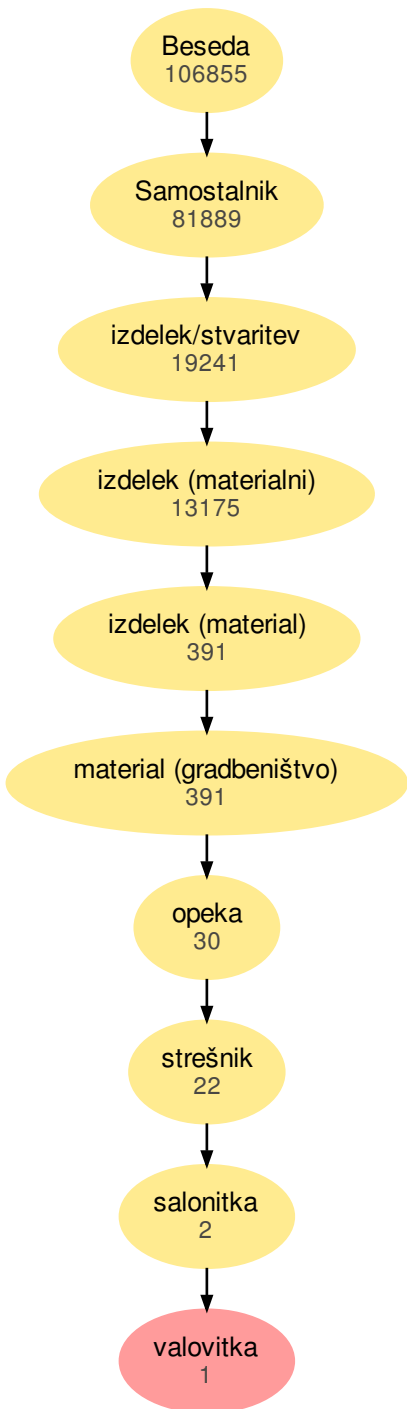 Beseda
106855
Samostalnik
81889
izdelek/stvaritev
19241
izdelek (materialni)
13175
izdelek (material)
391
material (gradbeništvo)
391
opeka
30
strešnik
22
salonitka
2
valovitka
1